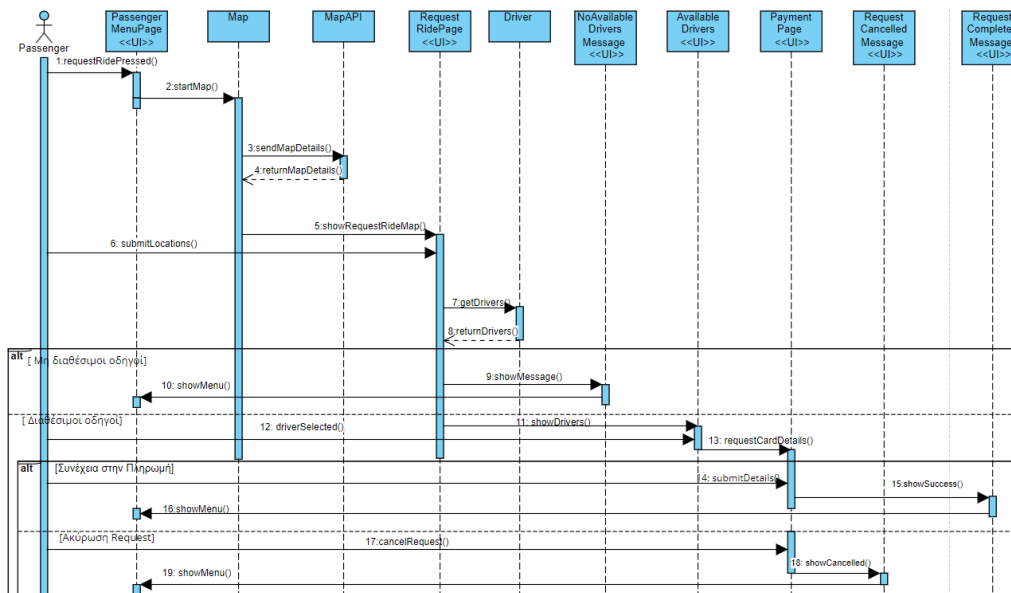 Passenger
Passenger
MenuPage
<<UI>>
Map
MapAPI
Request
RidePage
<<UI>>
Driver
NoAvailable
Drivers
Message
<<UI>>
Available
Drivers
<<UI>>
Payment
Page
<<UI>>
Request
Cancelled
Message
<<UI>>
Request
Complete
Message
<<UI>>
1:requestRidePressed()
2:startMap()
3:sendMapDetails()
4:returnMapDetails()
5:showRequestRideMap()
6: submitLocations()
7:getDrivers()
8:returnDrivers()
alt
[ Μη διαθέσιμοι οδηγοί]
9:showMessage()
10: showMenu()
[ Διαθέσιμοι οδηγοί]
11: showDrivers()
12: driverSelected()
13: requestCardDetails()
alt
[Συνέχεια στην Πληρωμή]
14: submitDetails()
15:showSuccess()
16:showMenu()
[Ακύρωση Request]
17:cancelRequest()
18: showCancelled()
19: showMenu()